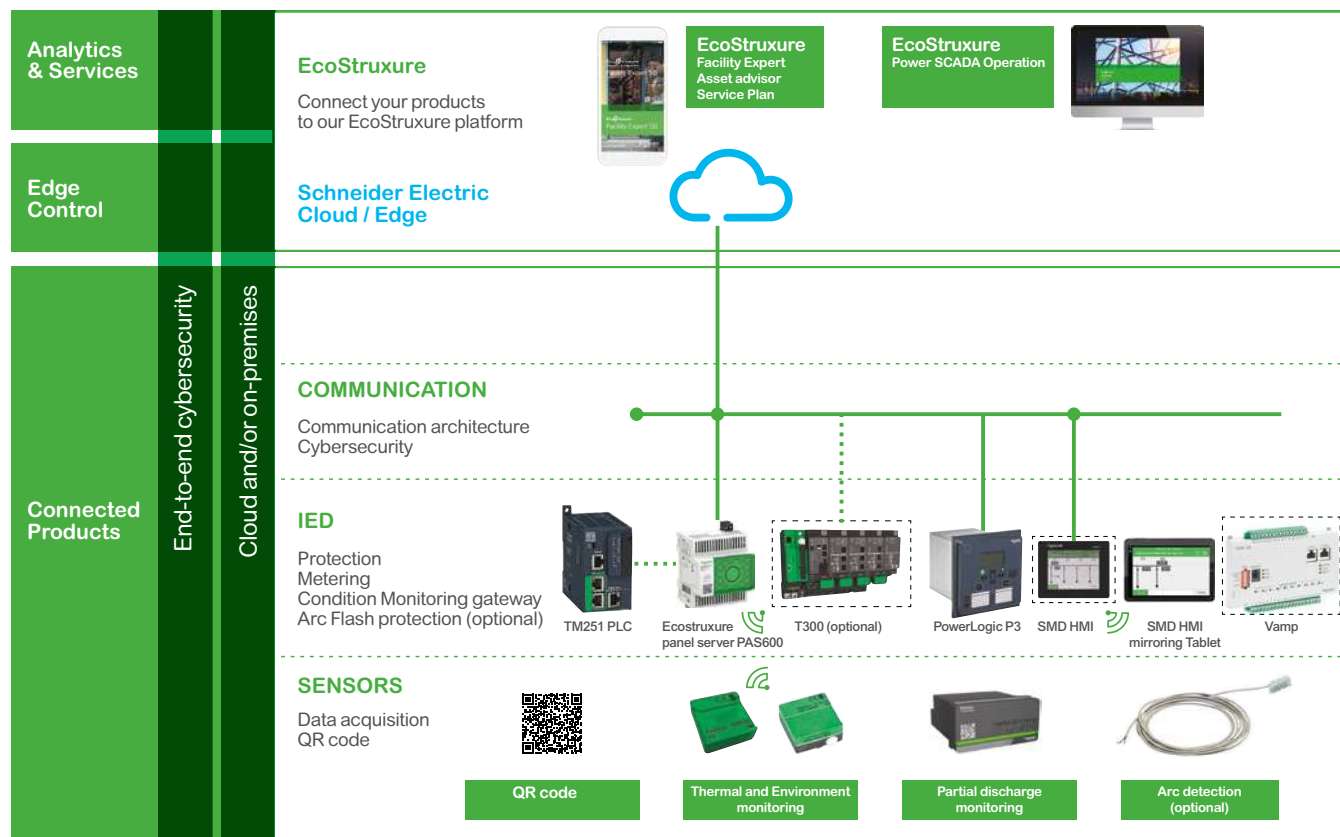 Analytics
& Services
EcoStruxure
Connect your products
to our EcoStruxure platform
Facility Expert
EcoStruxure
Facility Expert
Asset advisor
Service Plan
EcoStruxure
Power SCADA Operation
Edge
Control
Schneider Electric
Cloud / Edge
End-to-end cybersecurity
Cloud and/or on-premises
COMMUNICATION
Communication architecture
Cybersecurity
Connected
Products
IED
Protection
Metering
Condition Monitoring gateway
Arc Flash protection (optional)
TM251 PLC
Ecostruxure
panel server PAS600
T300 (optional)
PowerLogic P3
SMD HMI
SMD HMI
mirroring Tablet
Vamp
SENSORS
Data acquisition
QR code
QR code
Thermal and Environment
monitoring
Partial discharge
monitoring
Arc detection
(optional)